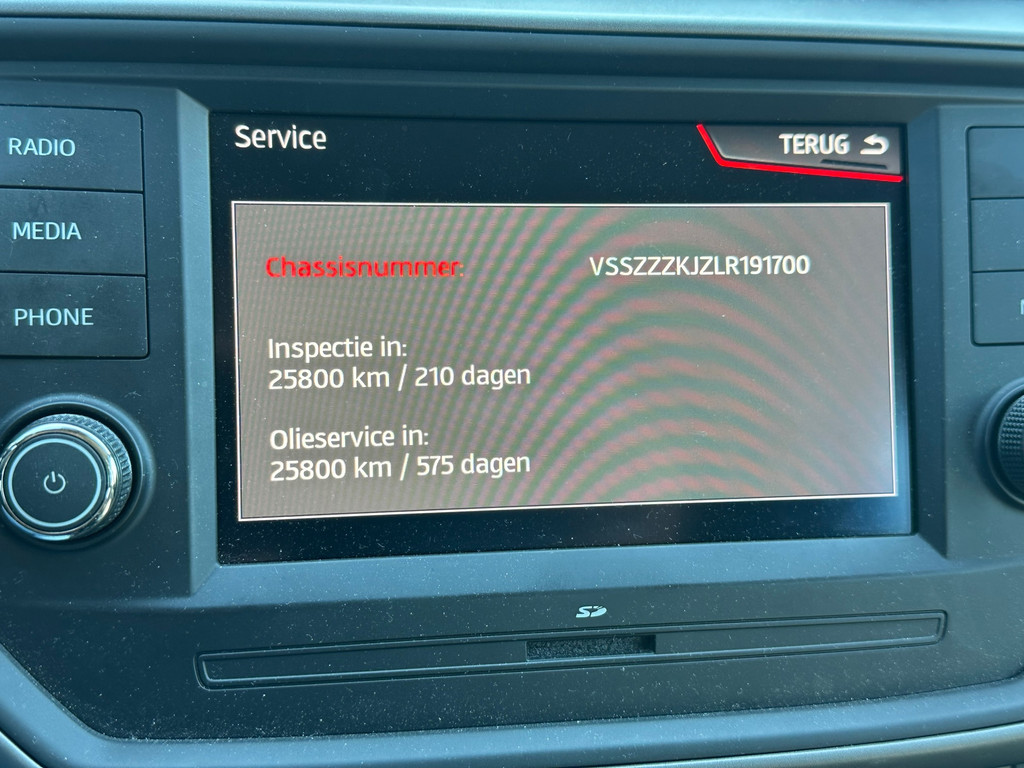 Service
TERUG
RADIO
MEDIA
PHONE
Chassisnummer: VSSZZZKJZLR191700
Inspectie in:
25800 km / 210 dagen
Olieservice in:
25800 km / 575 dagen
SD